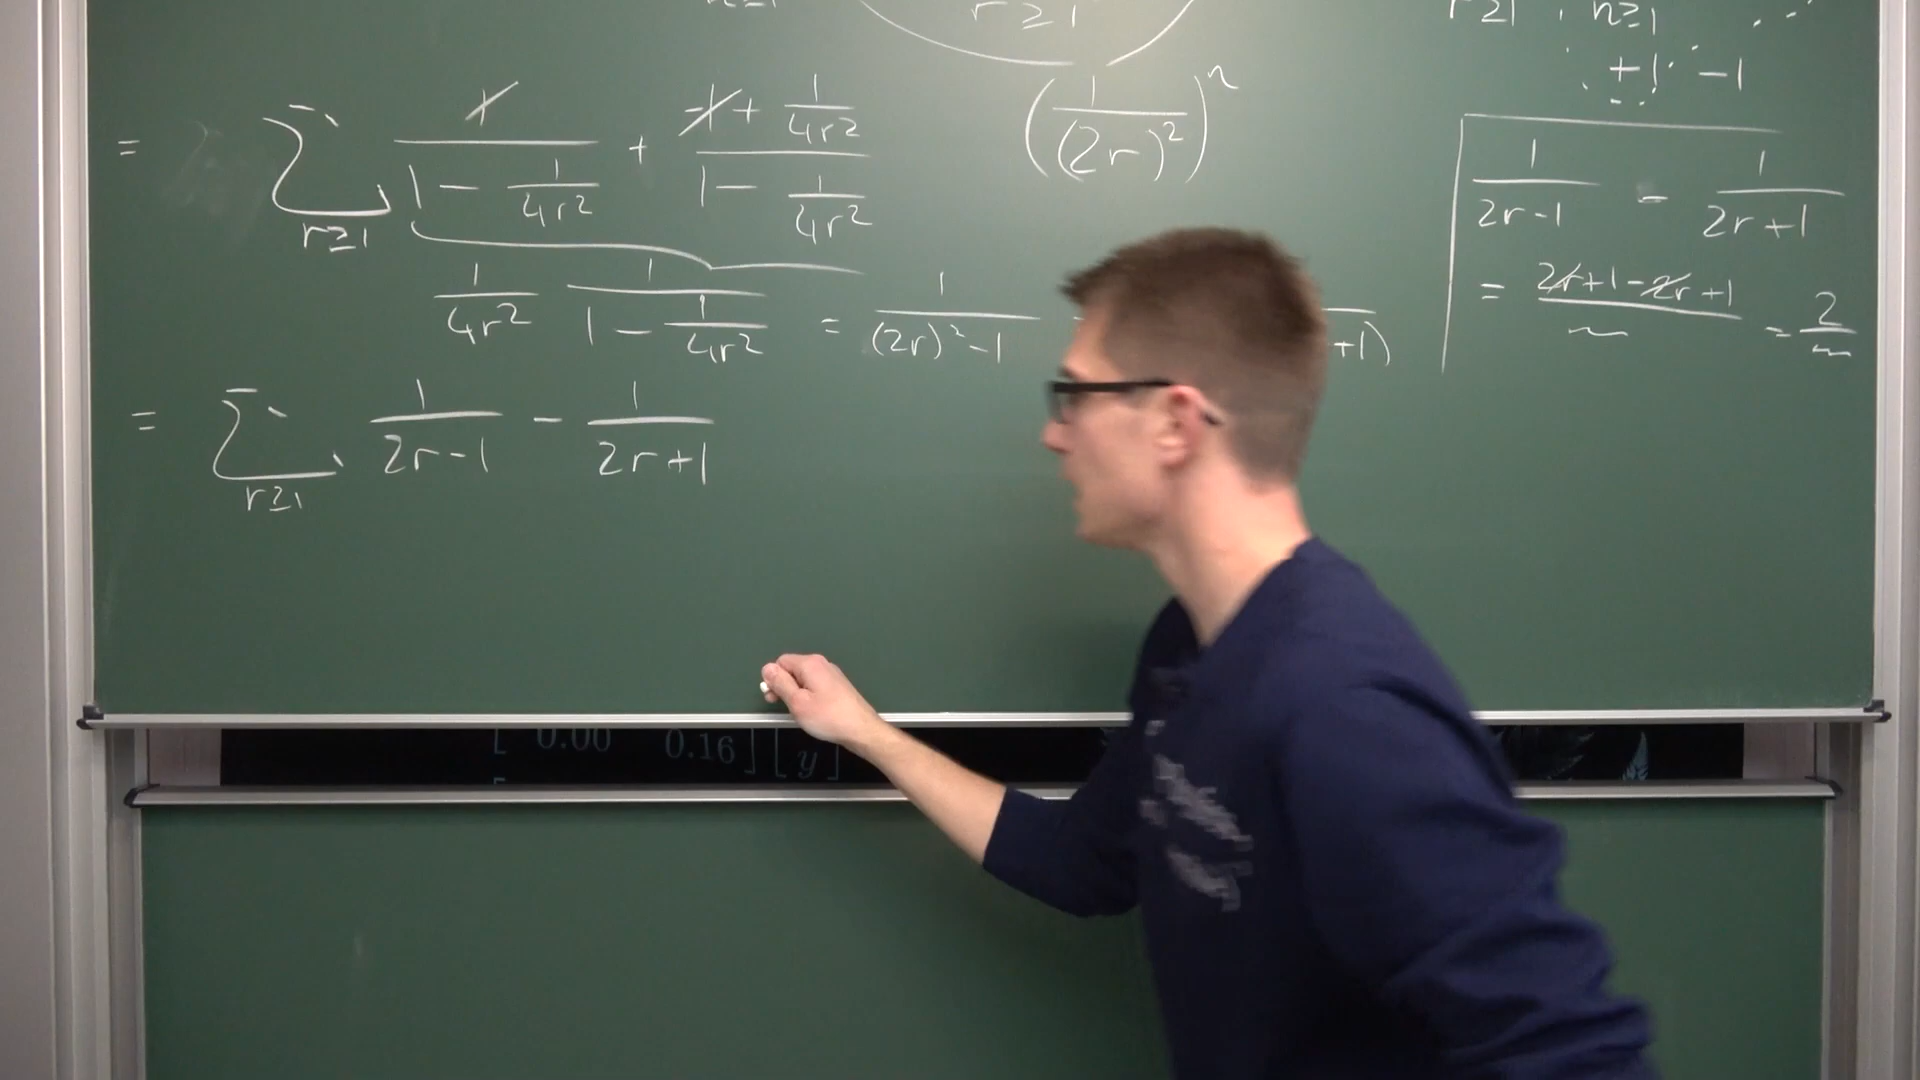 r≥1
r≥1 , n≥1
+1 -1
= ∑_{r≥1} 1/(1 - 1/4r²) + (-1 + 1/4r²)/(1 - 1/4r²)
(1/(2r)²)^n
1/4r² 1/(1 - 1/4r²) = 1/((2r)²-1)
+1)
= ∑_{r≥1} 1/(2r-1) - 1/(2r+1)
1/(2r-1) - 1/(2r+1)
= (2r+1-2r+1)/~ = 2/~
[ 0.00 0.16 ] [ y ]